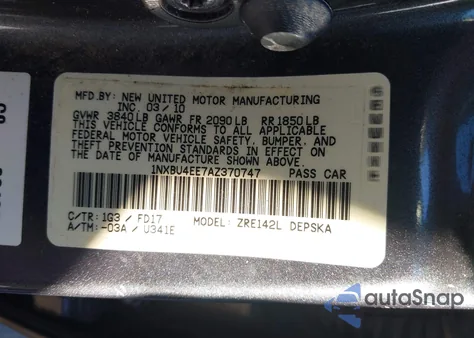 MFD.BY: NEW UNITED MOTOR MANUFACTURING
INC. 03/10
GVWR 3840LB GAWR FR 2090LB RR1850LB
THIS VEHICLE CONFORMS TO ALL APPLICABLE
FEDERAL MOTOR VEHICLE SAFETY, BUMPER, AND
THEFT PREVENTION STANDARDS IN EFFECT ON
THE DATE OF MANUFACTURE SHOWN ABOVE.
1NXBU4EE7AZ370747 PASS CAR
C/TR:1G3 / FD17 MODEL: ZRE142L DEPSKA
A/TM:-03A / U341E
autoSnap